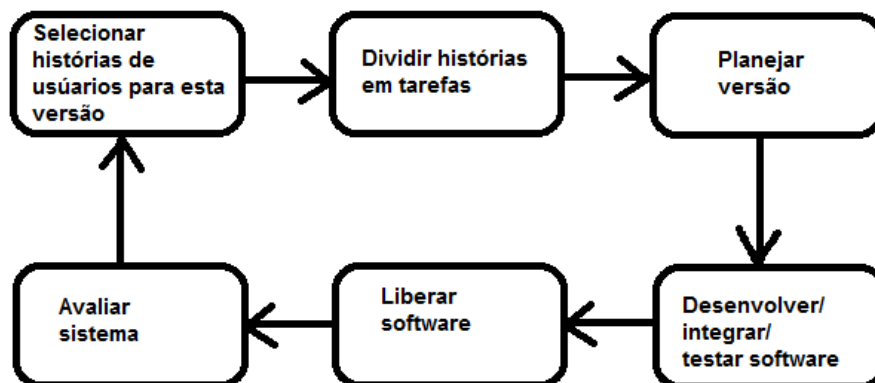 Selecionar
histórias de
usúarios para esta
versão
Dividir histórias
em tarefas
Planejar
versão
Desenvolver/
integrar/
testar software
Liberar
software
Avaliar
sistema